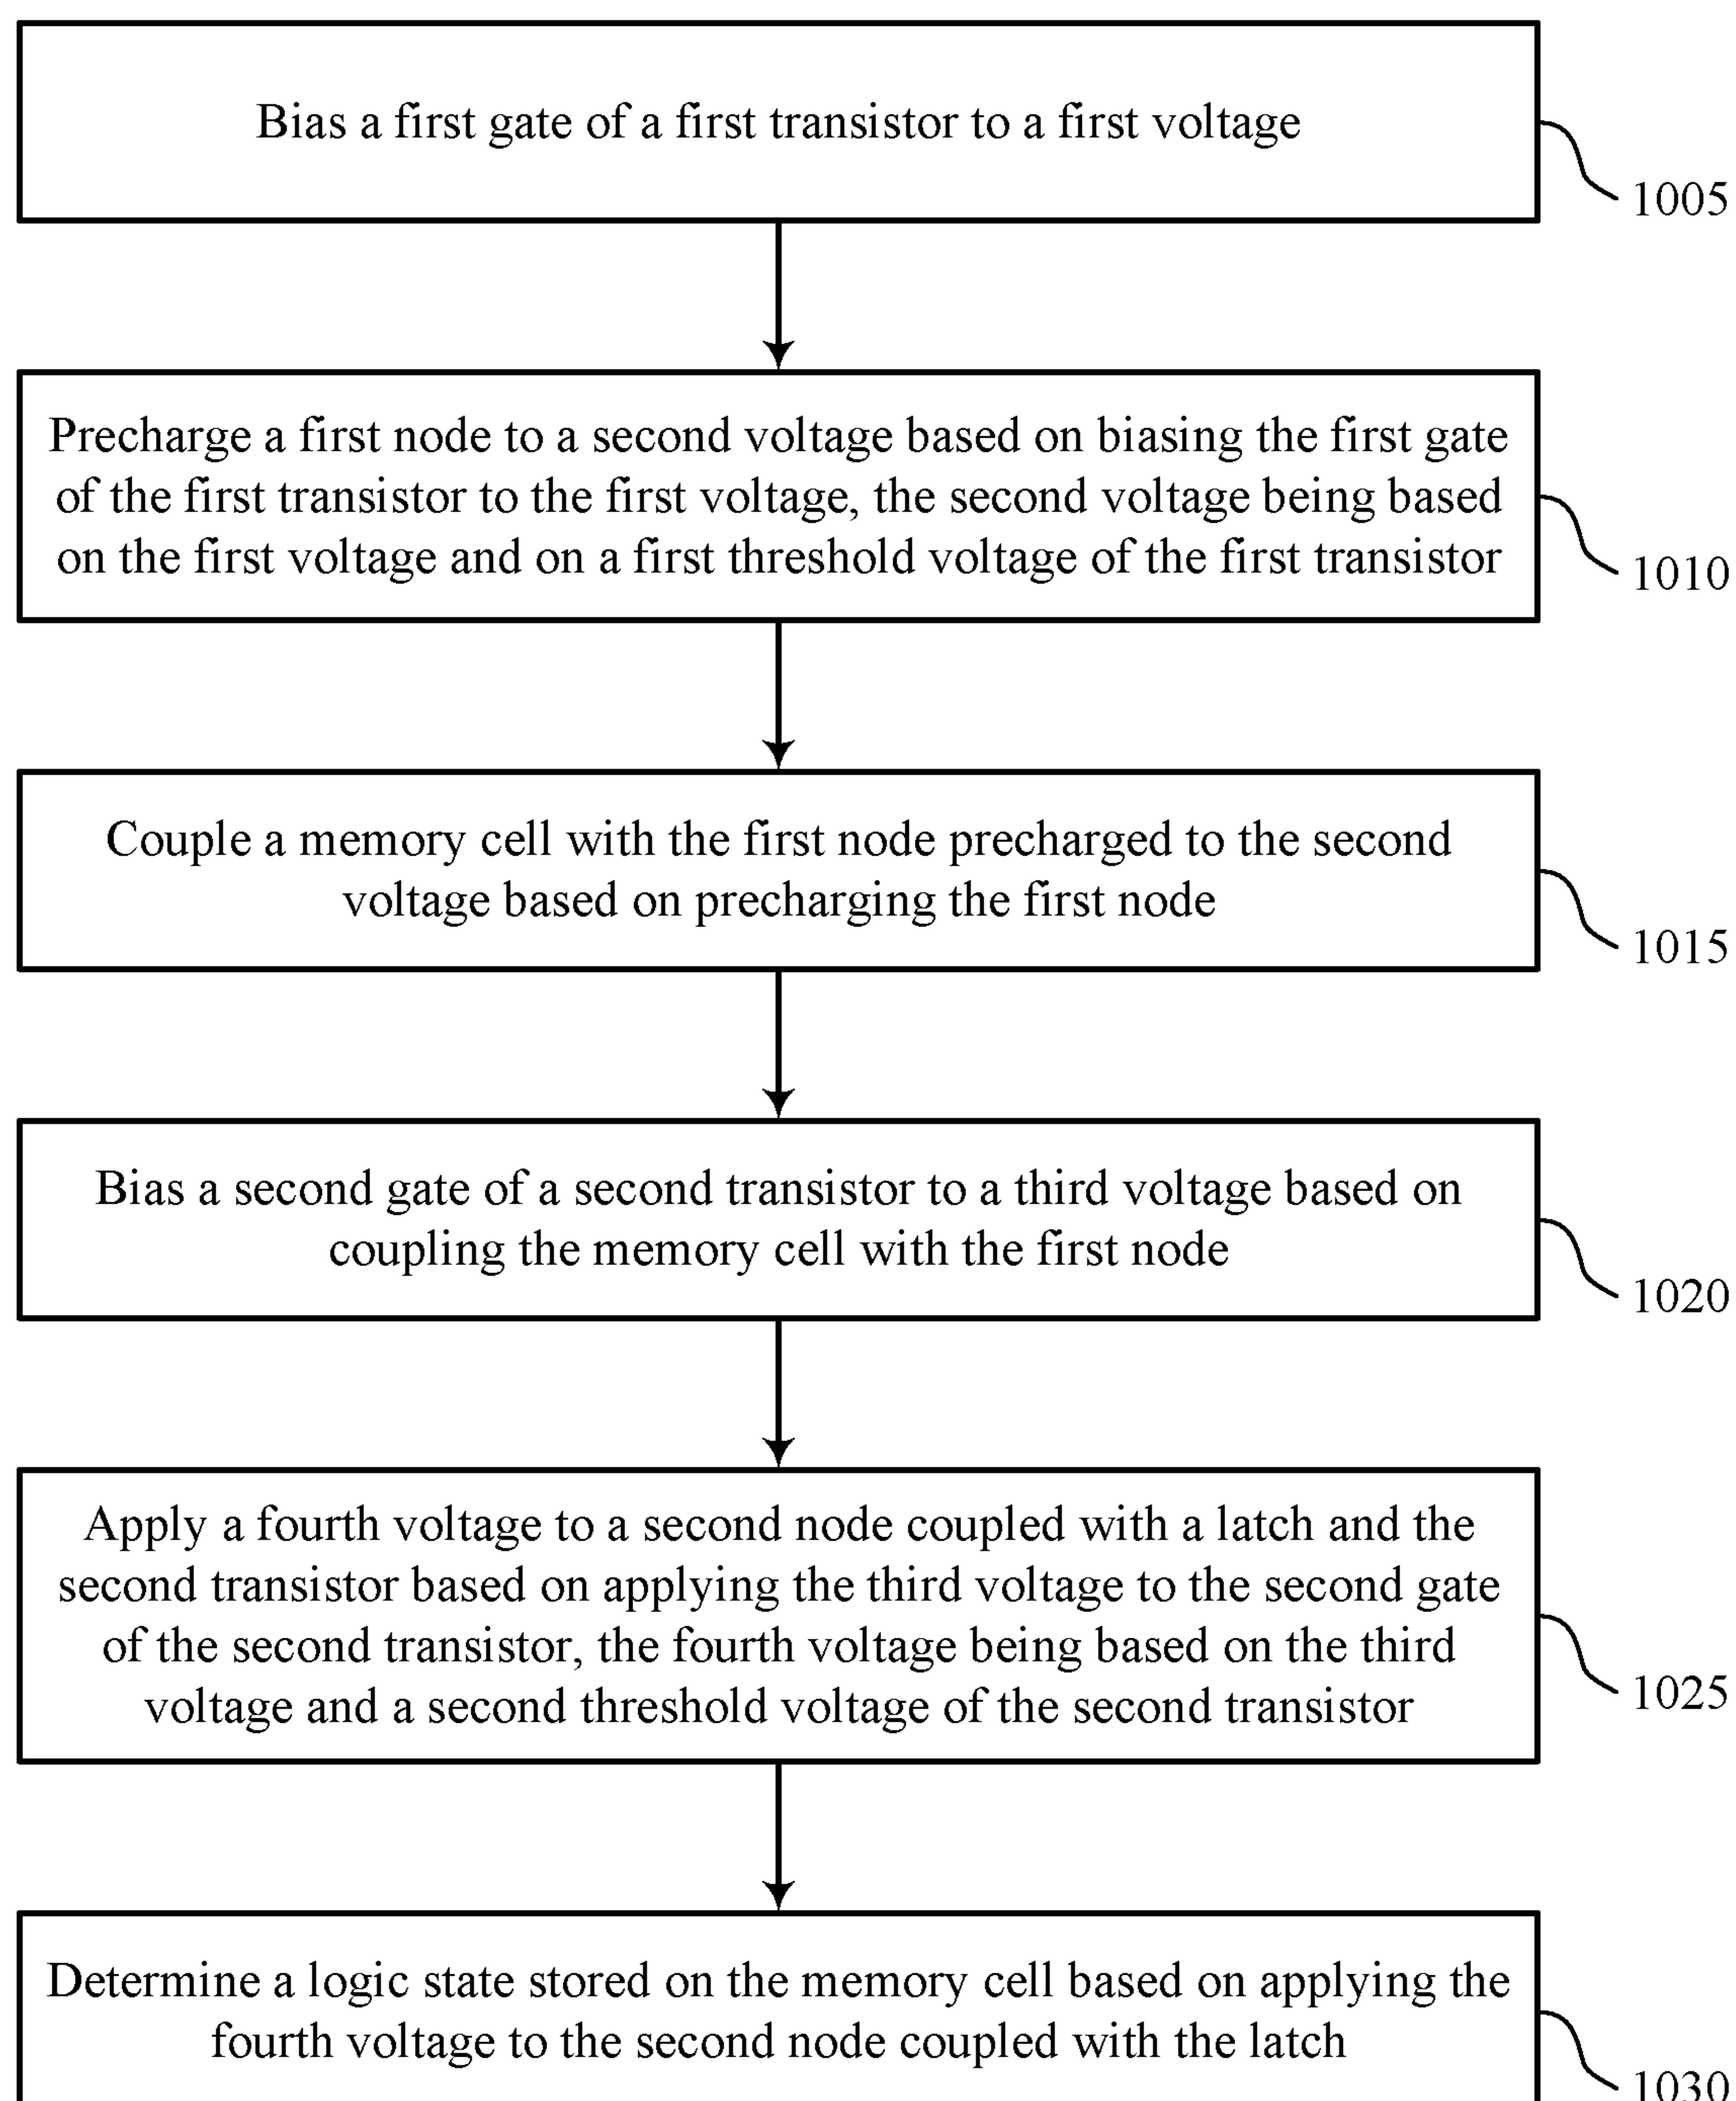 Bias a first gate of a first transistor to a first voltage
1005
Precharge a first node to a second voltage based on biasing the first gate
of the first transistor to the first voltage, the second voltage being based
on the first voltage and on a first threshold voltage of the first transistor
1010
Couple a memory cell with the first node precharged to the second
voltage based on precharging the first node
1015
Bias a second gate of a second transistor to a third voltage based on
coupling the memory cell with the first node
1020
Apply a fourth voltage to a second node coupled with a latch and the
second transistor based on applying the third voltage to the second gate
of the second transistor, the fourth voltage being based on the third
voltage and a second threshold voltage of the second transistor
1025
Determine a logic state stored on the memory cell based on applying the
fourth voltage to the second node coupled with the latch
1030